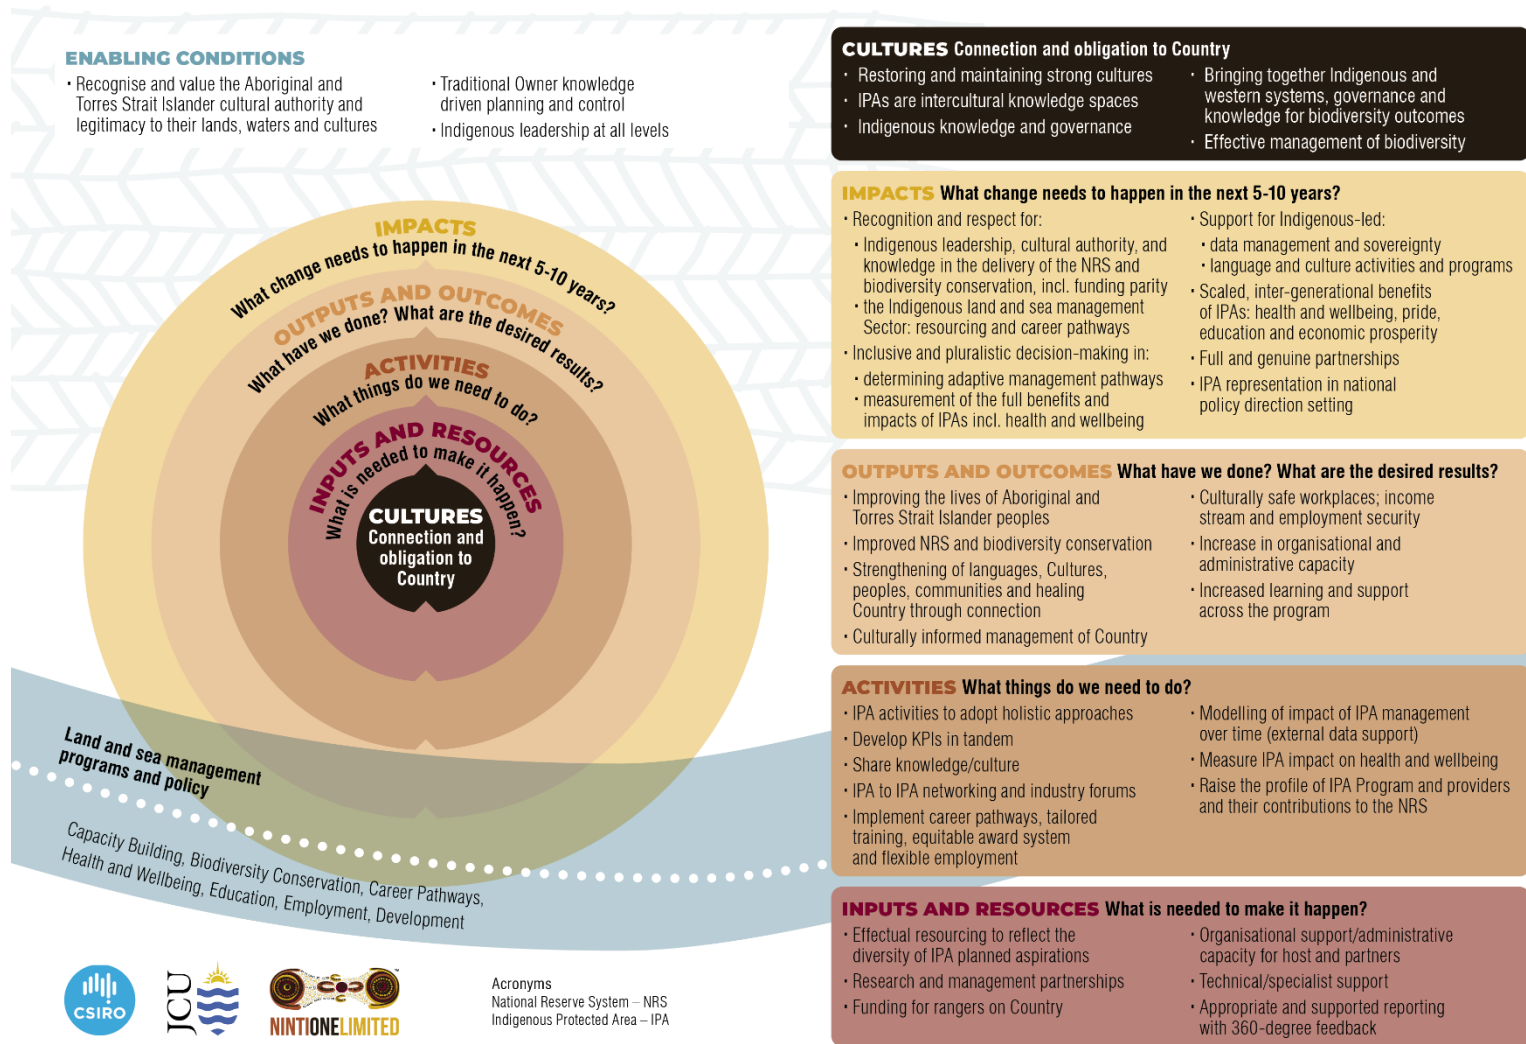 ENABLING CONDITIONS
· Recognise and value the Aboriginal and
Torres Strait Islander cultural authority and
legitimacy to their lands, waters and cultures
· Traditional Owner knowledge
driven planning and control
· Indigenous leadership at all levels
IMPACTS
What change needs to happen in the next 5-10 years?
OUTPUTS AND OUTCOMES
What have we done? What are the desired results?
ACTIVITIES
What things do we need to do?
INPUTS AND RESOURCES
What is needed to make it happen?
CULTURES
Connection and
obligation to
Country
Land and sea management
programs and policy
Capacity Building, Biodiversity Conservation, Career Pathways,
Health and Wellbeing, Education, Employment, Development
CSIRO
JCU
NINTIONELIMITED
™
Acronyms
National Reserve System – NRS
Indigenous Protected Area – IPA
CULTURES Connection and obligation to Country
· Restoring and maintaining strong cultures
· IPAs are intercultural knowledge spaces
· Indigenous knowledge and governance
· Bringing together Indigenous and
western systems, governance and
knowledge for biodiversity outcomes
· Effective management of biodiversity
IMPACTS What change needs to happen in the next 5-10 years?
· Recognition and respect for:
· Indigenous leadership, cultural authority, and
knowledge in the delivery of the NRS and
biodiversity conservation, incl. funding parity
· the Indigenous land and sea management
Sector: resourcing and career pathways
· Inclusive and pluralistic decision-making in:
· determining adaptive management pathways
· measurement of the full benefits and
impacts of IPAs incl. health and wellbeing
· Support for Indigenous-led:
· data management and sovereignty
· language and culture activities and programs
· Scaled, inter-generational benefits
of IPAs: health and wellbeing, pride,
education and economic prosperity
· Full and genuine partnerships
· IPA representation in national
policy direction setting
OUTPUTS AND OUTCOMES What have we done? What are the desired results?
· Improving the lives of Aboriginal and
Torres Strait Islander peoples
· Improved NRS and biodiversity conservation
· Strengthening of languages, Cultures,
peoples, communities and healing
Country through connection
· Culturally informed management of Country
· Culturally safe workplaces; income
stream and employment security
· Increase in organisational and
administrative capacity
· Increased learning and support
across the program
ACTIVITIES What things do we need to do?
· IPA activities to adopt holistic approaches
· Develop KPIs in tandem
· Share knowledge/culture
· IPA to IPA networking and industry forums
· Implement career pathways, tailored
training, equitable award system
and flexible employment
· Modelling of impact of IPA management
over time (external data support)
· Measure IPA impact on health and wellbeing
· Raise the profile of IPA Program and providers
and their contributions to the NRS
INPUTS AND RESOURCES What is needed to make it happen?
· Effectual resourcing to reflect the
diversity of IPA planned aspirations
· Research and management partnerships
· Funding for rangers on Country
· Organisational support/administrative
capacity for host and partners
· Technical/specialist support
· Appropriate and supported reporting
with 360-degree feedback